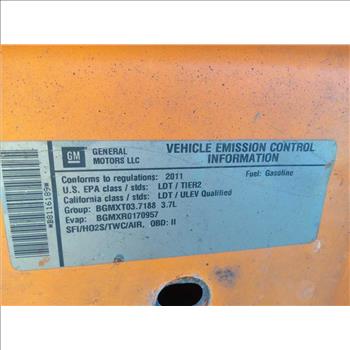 GM
GENERAL MOTORS LLC
VEHICLE EMISSION CONTROL INFORMATION
Conforms to regulations: 2011 Fuel: Gasoline
U.S. EPA class / stds: LDT / TIER2
California class / stds: LDT / ULEV Qualified
Group: BGMXT03.7188 3.7L
Evap: BGMXR0170957
SFI/HO2S/TWC/AIR, OBD: II
*B8116189*